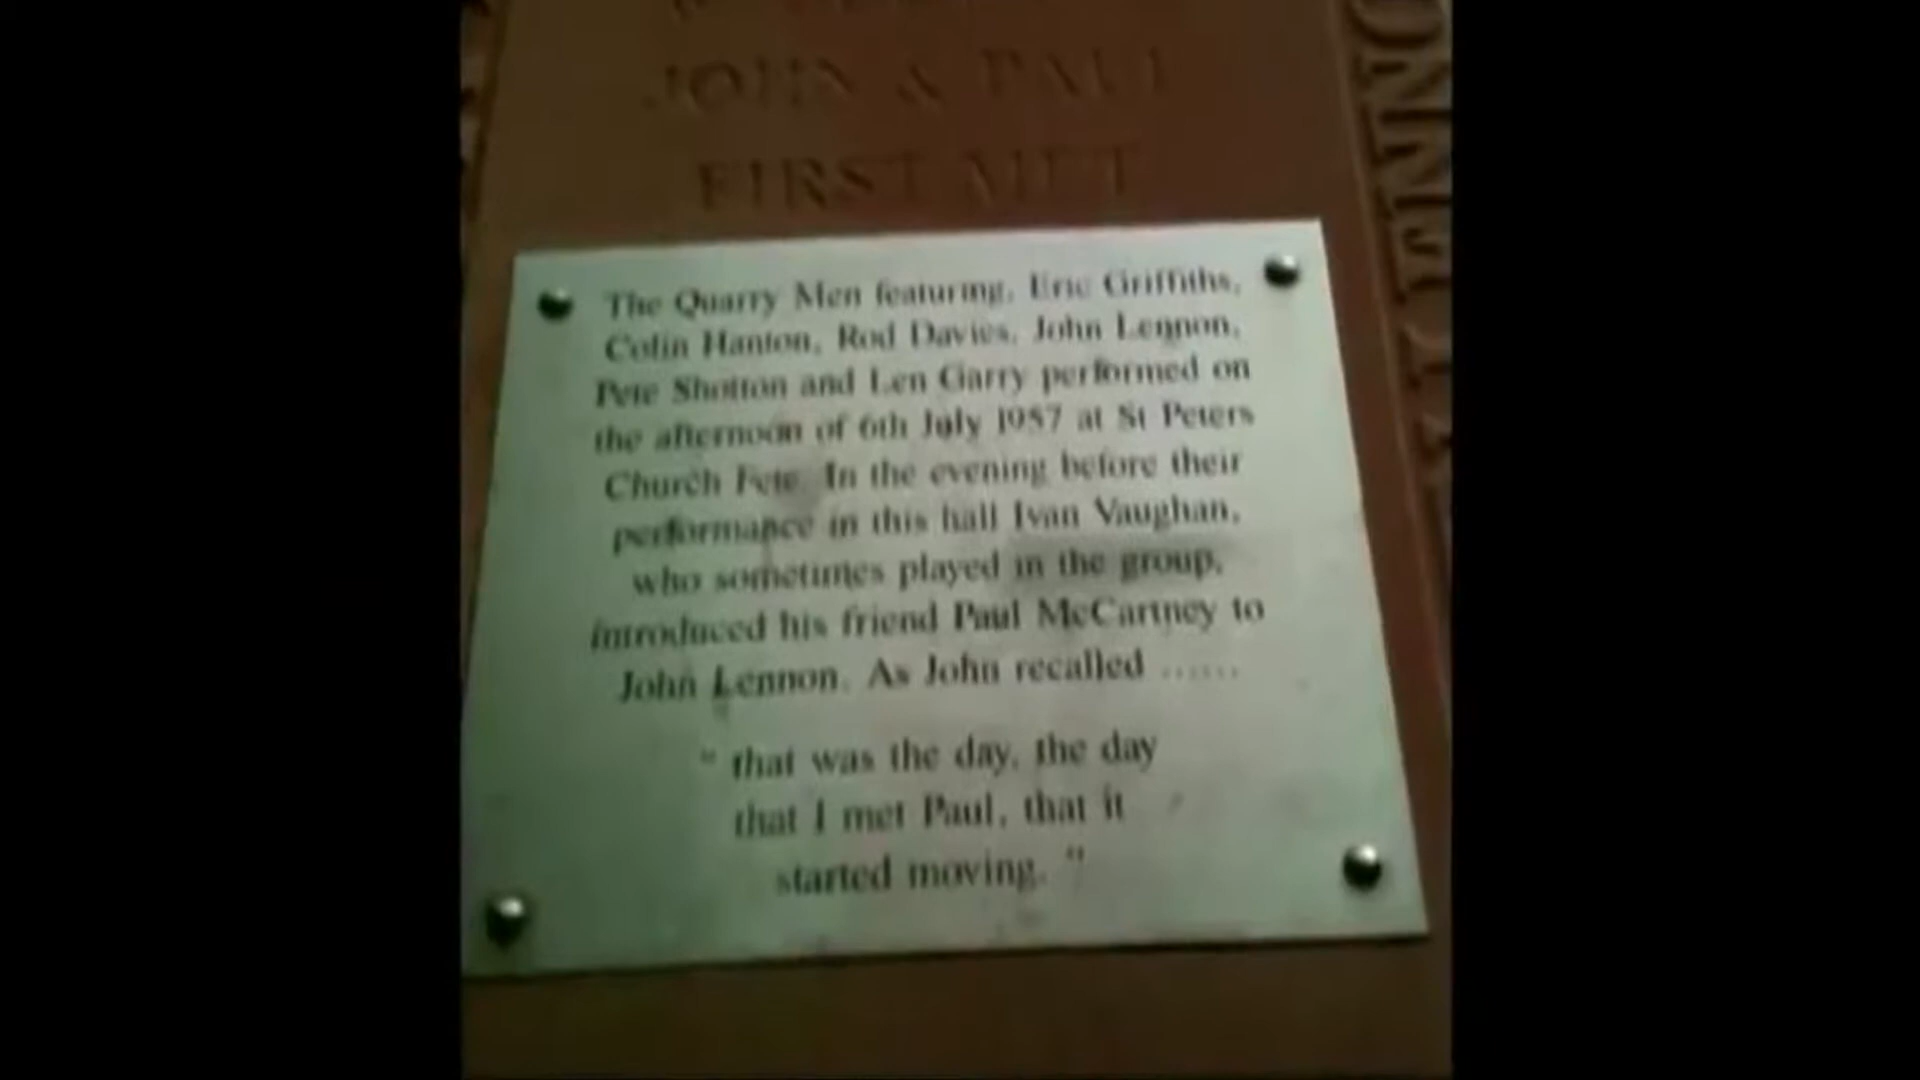 JOHN & PAUL
FIRST MET
The Quarry Men featuring, Eric Griffiths,
Colin Hanton, Rod Davies, John Lennon,
Pete Shotton and Len Garry performed on
the afternoon of 6th July 1957 at St Peters
Church Fete. In the evening before their
performance in this hall Ivan Vaughan,
who sometimes played in the group,
introduced his friend Paul McCartney to
John Lennon. As John recalled ......
" that was the day, the day
that I met Paul, that it
started moving. "